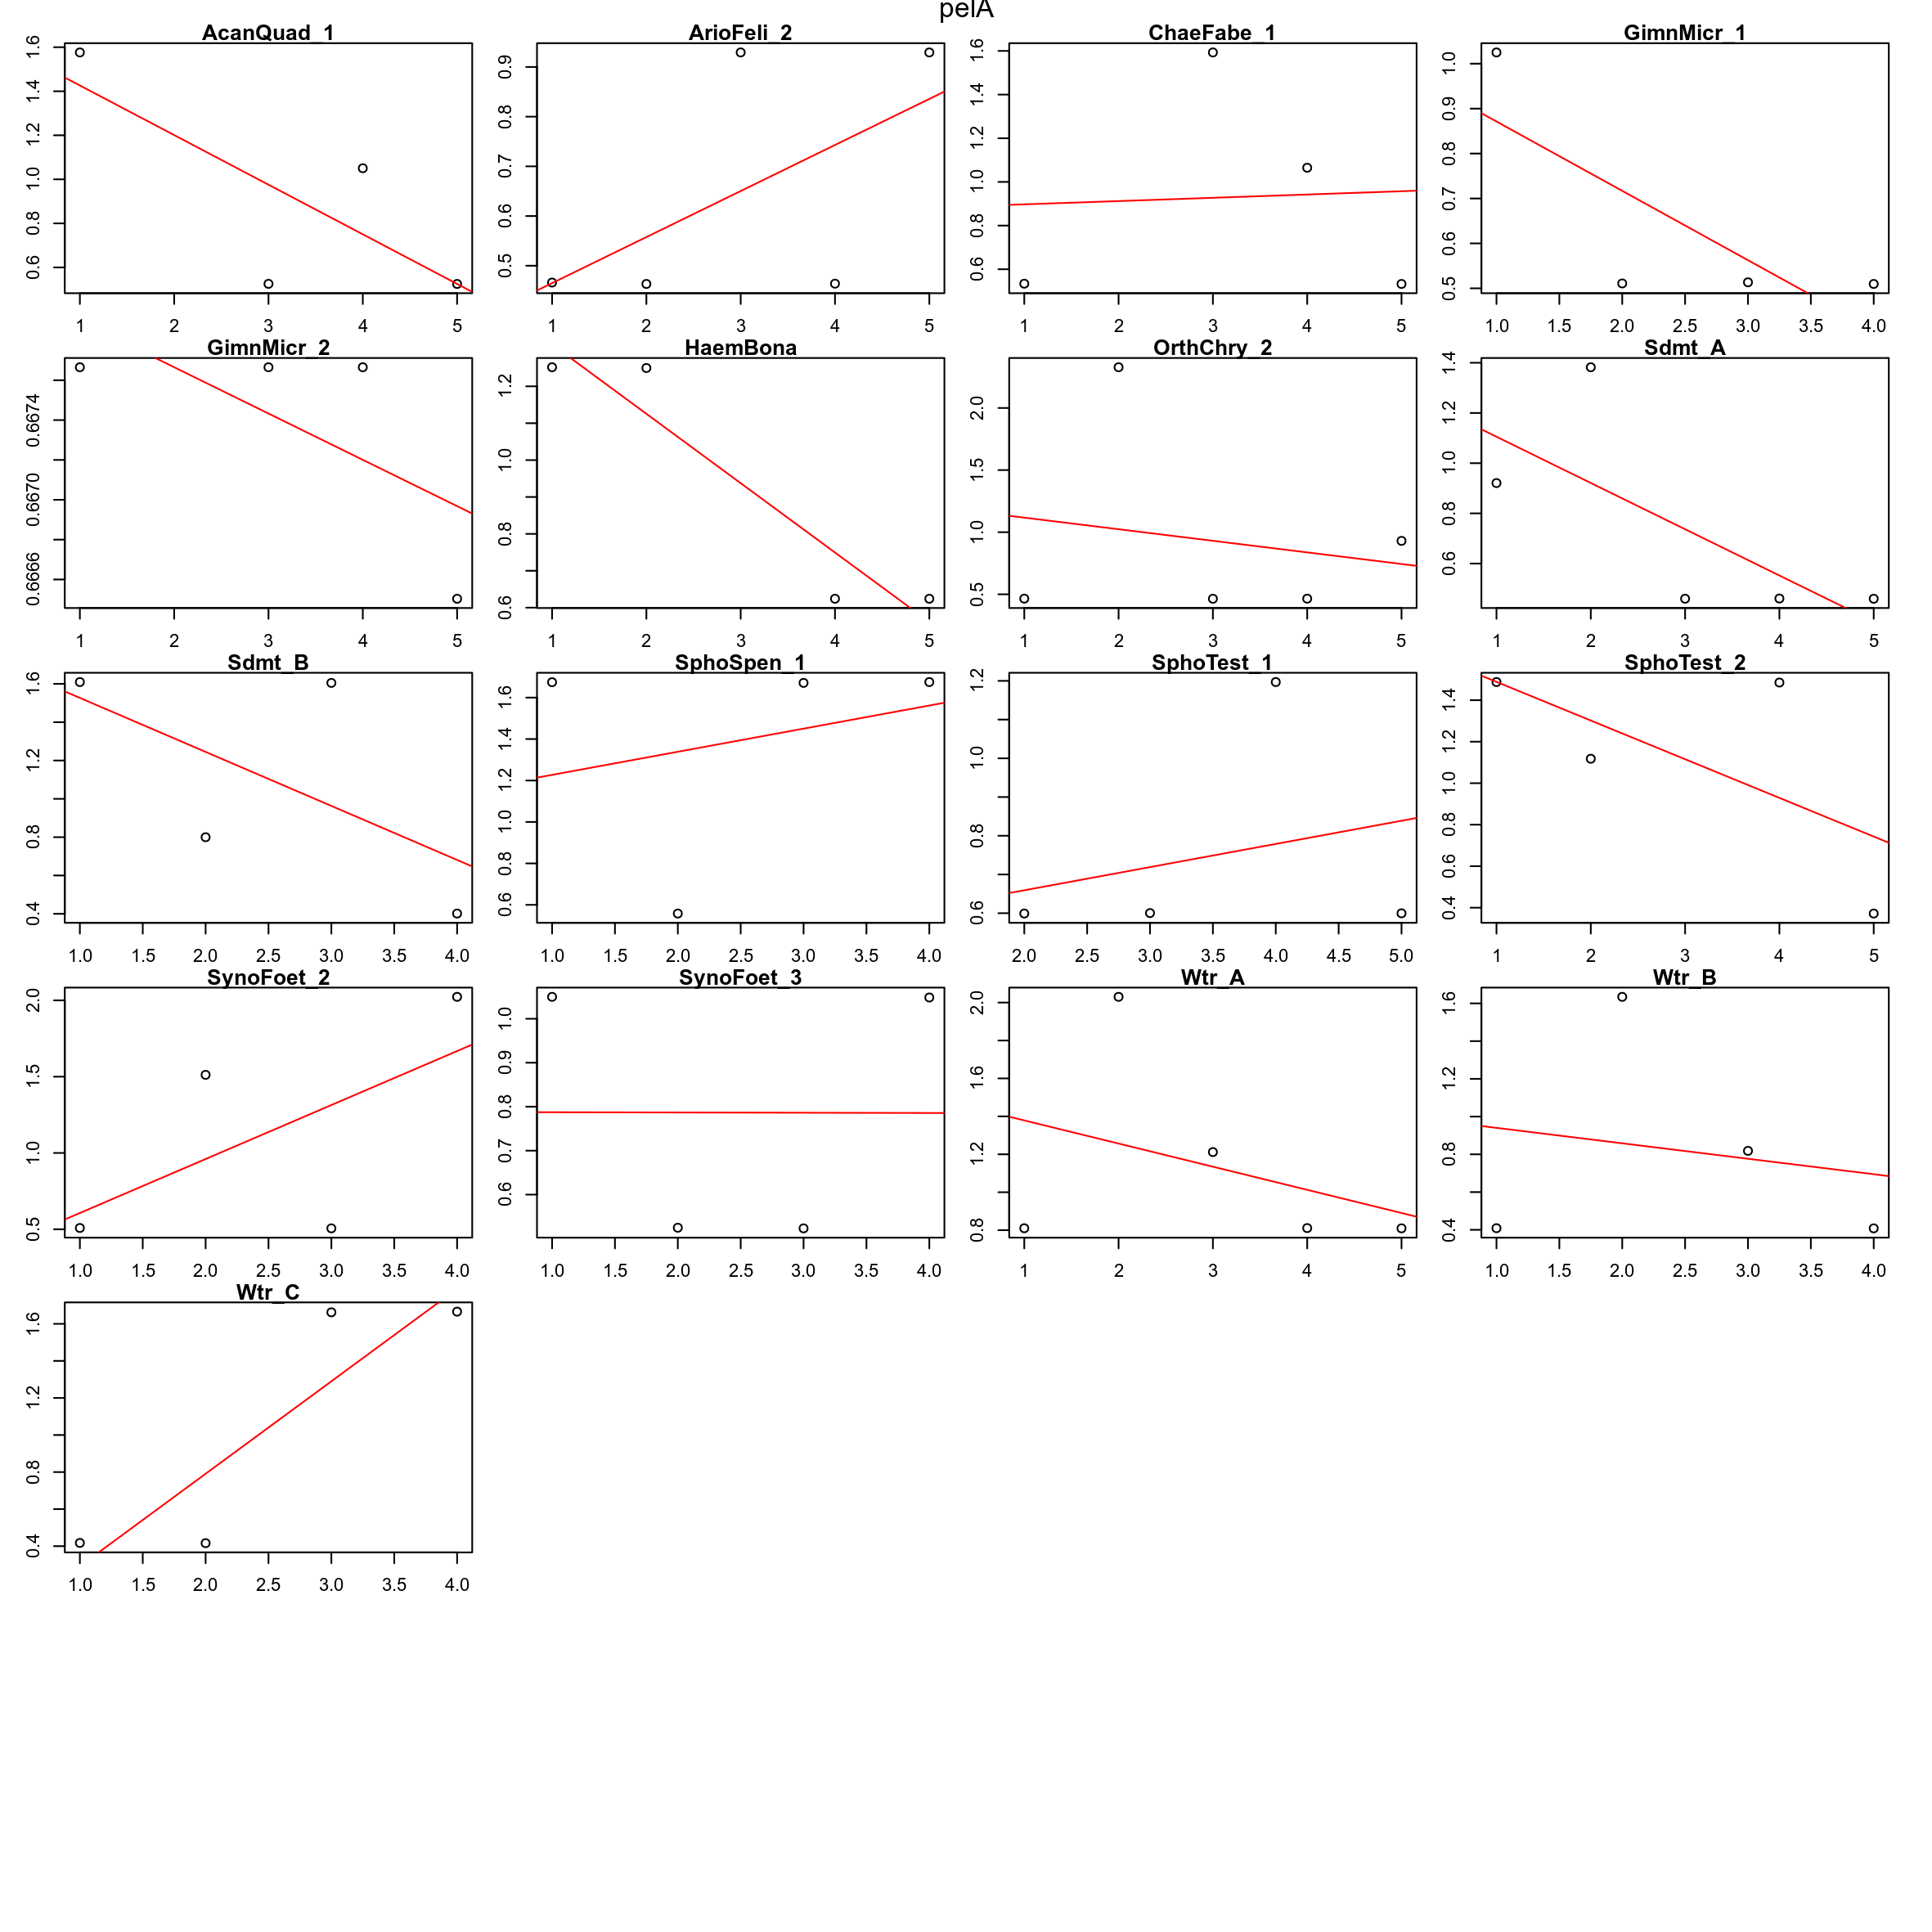 pelA
AcanQuad_1 ArioFeli_2 ChaeFabe_1 GimnMicr_1
0.6 0.8 1.0 1.2 1.4 1.6
1 2 3 4 5
0.5 0.6 0.7 0.8 0.9
1 2 3 4 5
0.6 0.8 1.0 1.2 1.4 1.6
1 2 3 4 5
0.5 0.6 0.7 0.8 0.9 1.0
1.0 1.5 2.0 2.5 3.0 3.5 4.0
GimnMicr_2 HaemBona OrthChry_2 Sdmt_A
0.6666 0.6670 0.6674
1 2 3 4 5
0.6 0.8 1.0 1.2
1 2 3 4 5
0.5 1.0 1.5 2.0
1 2 3 4 5
0.6 0.8 1.0 1.2 1.4
1 2 3 4 5
Sdmt_B SphoSpen_1 SphoTest_1 SphoTest_2
0.4 0.8 1.2 1.6
1.0 1.5 2.0 2.5 3.0 3.5 4.0
0.6 0.8 1.0 1.2 1.4 1.6
1.0 1.5 2.0 2.5 3.0 3.5 4.0
0.6 0.8 1.0 1.2
2.0 2.5 3.0 3.5 4.0 4.5 5.0
0.4 0.6 0.8 1.0 1.2 1.4
1 2 3 4 5
SynoFoet_2 SynoFoet_3 Wtr_A Wtr_B
0.5 1.0 1.5 2.0
1.0 1.5 2.0 2.5 3.0 3.5 4.0
0.6 0.7 0.8 0.9 1.0
1.0 1.5 2.0 2.5 3.0 3.5 4.0
0.8 1.2 1.6 2.0
1 2 3 4 5
0.4 0.8 1.2 1.6
1.0 1.5 2.0 2.5 3.0 3.5 4.0
Wtr_C
0.4 0.8 1.2 1.6
1.0 1.5 2.0 2.5 3.0 3.5 4.0